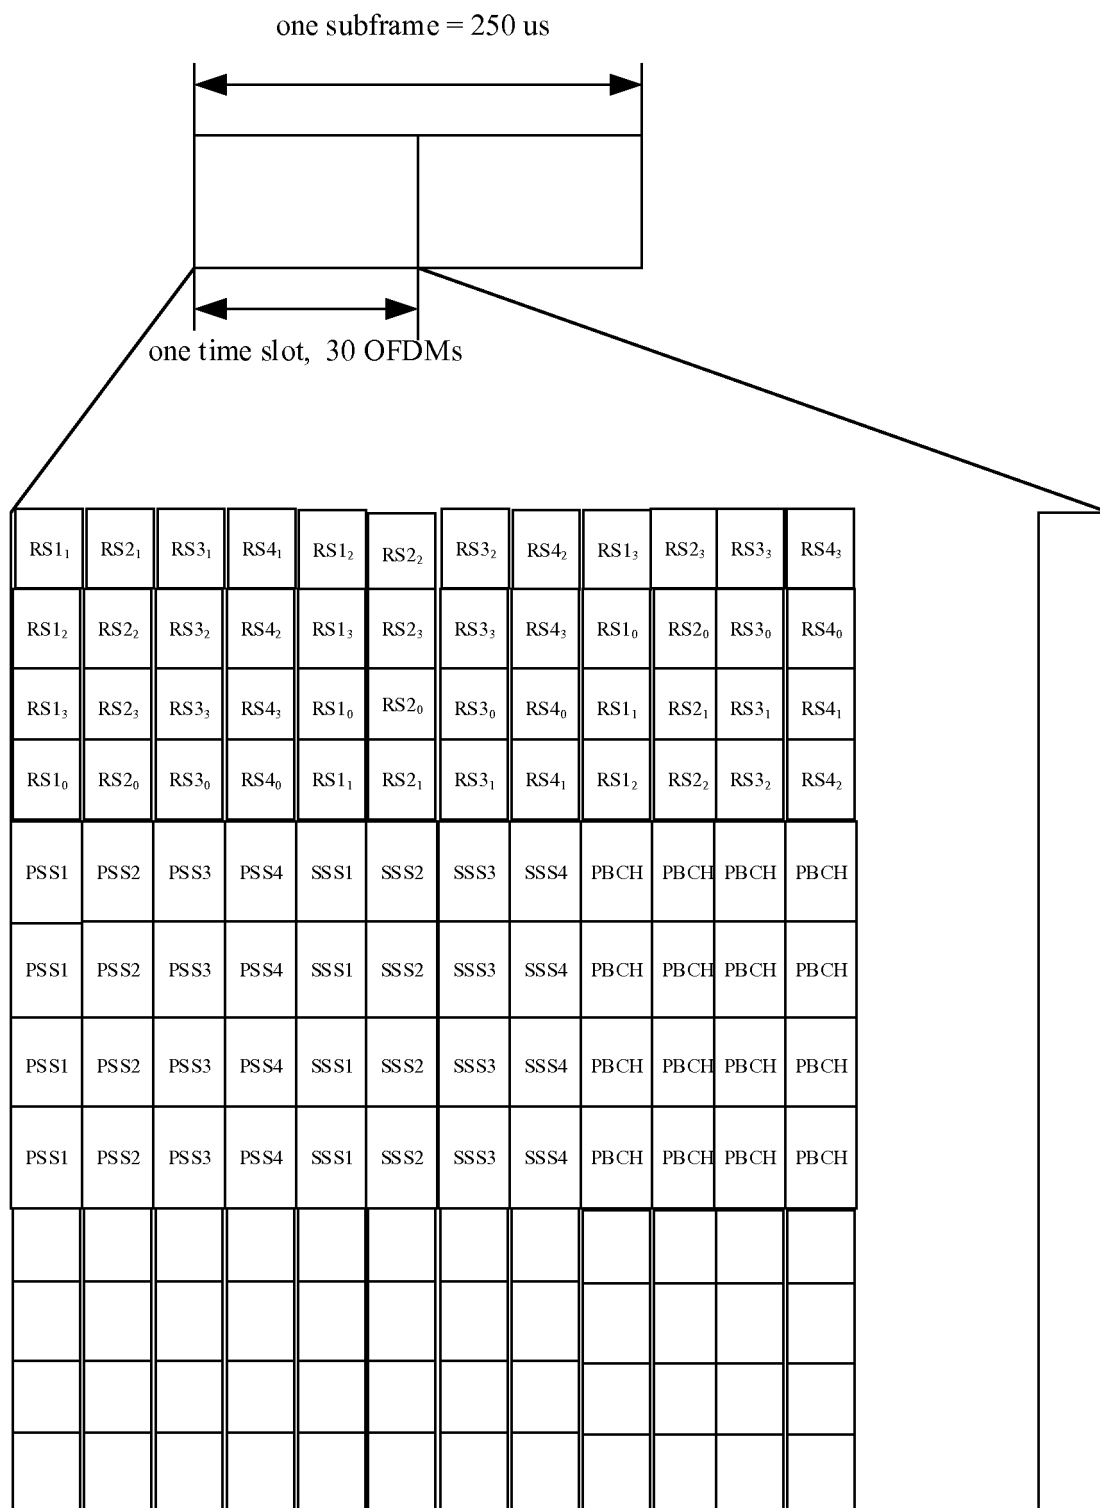 one subframe = 250 us
one time slot, 30 OFDMs
RS1₁ RS2₁ RS3₁ RS4₁ RS1₂ RS2₂ RS3₂ RS4₂ RS1₃ RS2₃ RS3₃ RS4₃
RS1₂ RS2₂ RS3₂ RS4₂ RS1₃ RS2₃ RS3₃ RS4₃ RS1₀ RS2₀ RS3₀ RS4₀
RS1₃ RS2₃ RS3₃ RS4₃ RS1₀ RS2₀ RS3₀ RS4₀ RS1₁ RS2₁ RS3₁ RS4₁
RS1₀ RS2₀ RS3₀ RS4₀ RS1₁ RS2₁ RS3₁ RS4₁ RS1₂ RS2₂ RS3₂ RS4₂
PSS1 PSS2 PSS3 PSS4 SSS1 SSS2 SSS3 SSS4 PBCH PBCH PBCH PBCH
PSS1 PSS2 PSS3 PSS4 SSS1 SSS2 SSS3 SSS4 PBCH PBCH PBCH PBCH
PSS1 PSS2 PSS3 PSS4 SSS1 SSS2 SSS3 SSS4 PBCH PBCH PBCH PBCH
PSS1 PSS2 PSS3 PSS4 SSS1 SSS2 SSS3 SSS4 PBCH PBCH PBCH PBCH